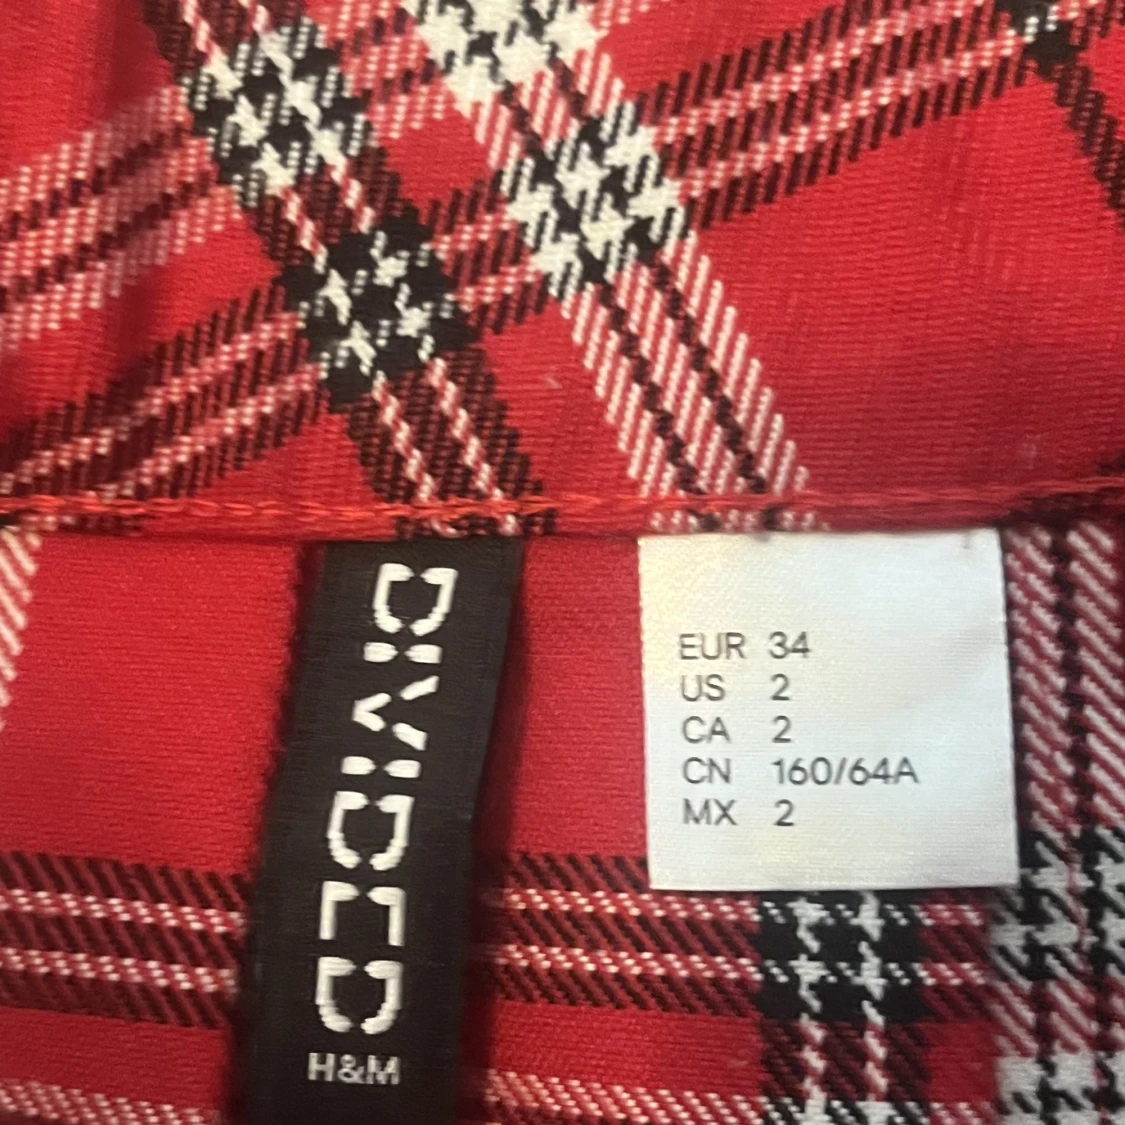 DIVIDED
H&M
EUR 34
US 2
CA 2
CN 160/64A
MX 2